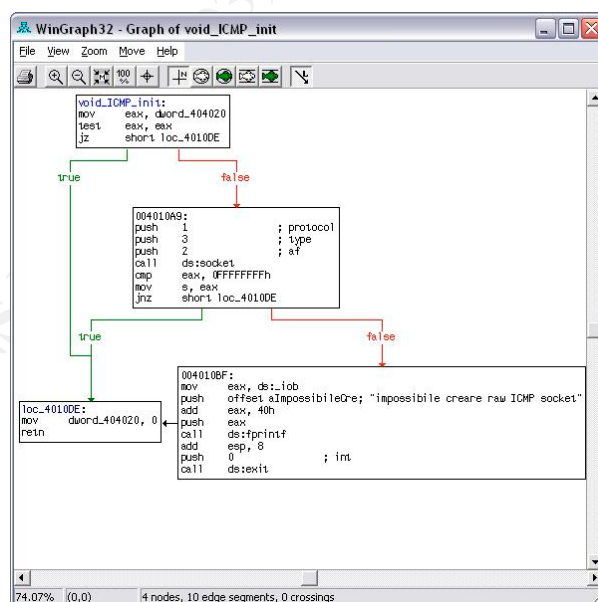 WinGraph32 - Graph of void_ICMP_init
File View Zoom Move Help
100 %
N
void_ICMP_init:
mov eax, dword_404020
test eax, eax
jz short loc_4010DE
true
false
004010A9:
push 1 ; protocol
push 3 ; type
push 2 ; af
call ds:socket
cmp eax, 0FFFFFFFFh
mov s, eax
jnz short loc_4010DE
true
false
004010BF:
mov eax, ds:_iob
push offset aImpossibileCre; "impossibile creare raw ICMP socket"
add eax, 40h
push eax
call ds:fprintf
add esp, 8
push 0 ; int
call ds:exit
loc_4010DE:
mov dword_404020, 0
retn
74.07% (0,0) 4 nodes, 10 edge segments, 0 crossings